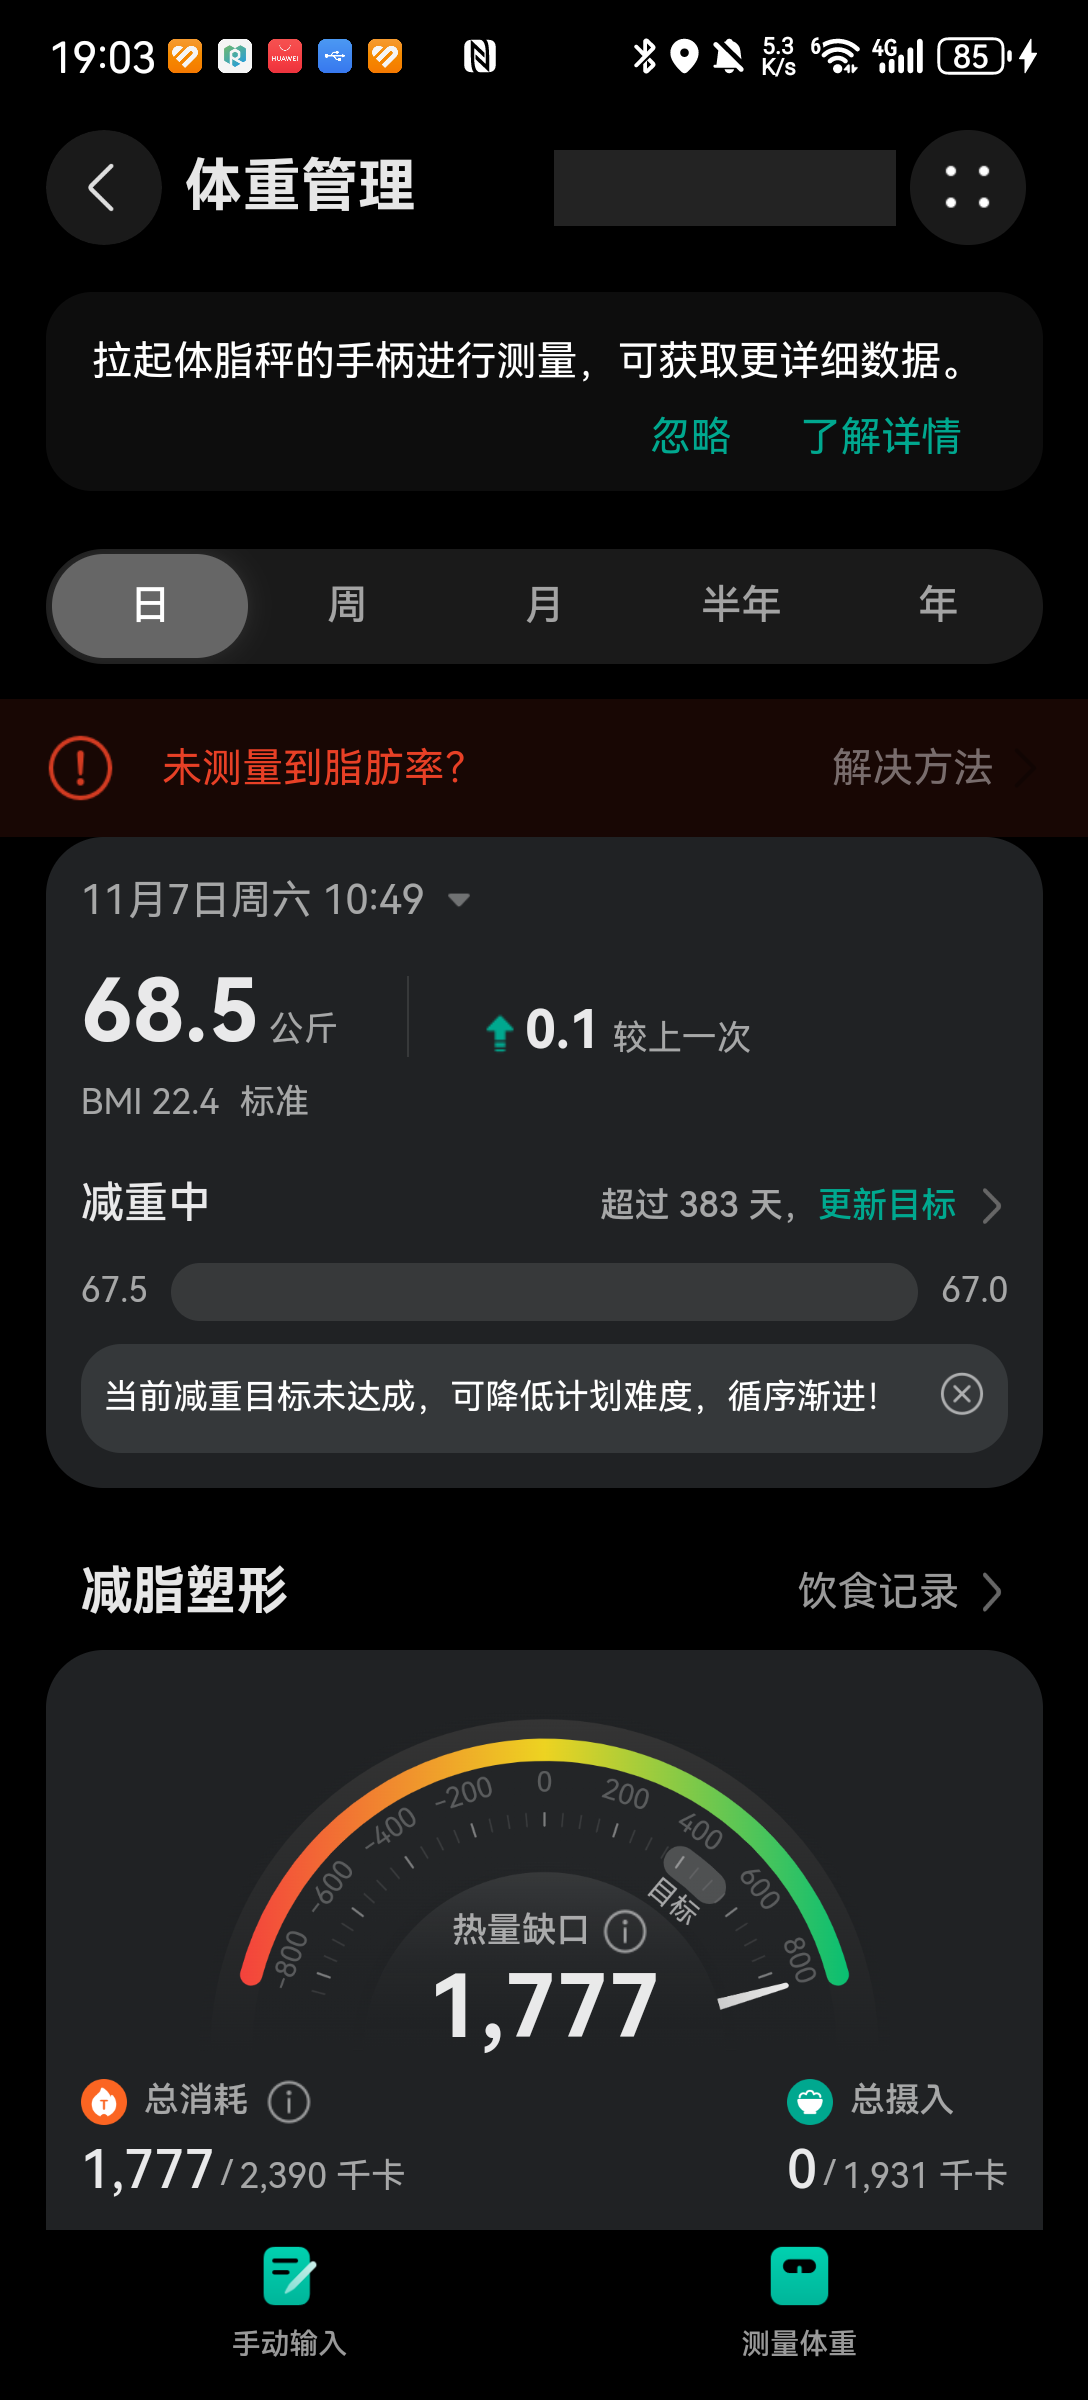 19:03
HUAWEI
5.3 K/s
6
4G
85
体重管理
拉起体脂秤的手柄进行测量，可获取更详细数据。
忽略 了解详情
日 周 月 半年 年
未测量到脂肪率? 解决方法
11月7日周六 10:49
68.5 公斤 0.1 较上一次
BMI 22.4 标准
减重中 超过 383 天，更新目标
67.5 67.0
当前减重目标未达成，可降低计划难度，循序渐进！
减脂塑形 饮食记录
-800 -600 -400 -200 0 200 400 600 800
目标
热量缺口
1,777
总消耗 总摄入
1,777 / 2,390 千卡 0 / 1,931 千卡
手动输入 测量体重